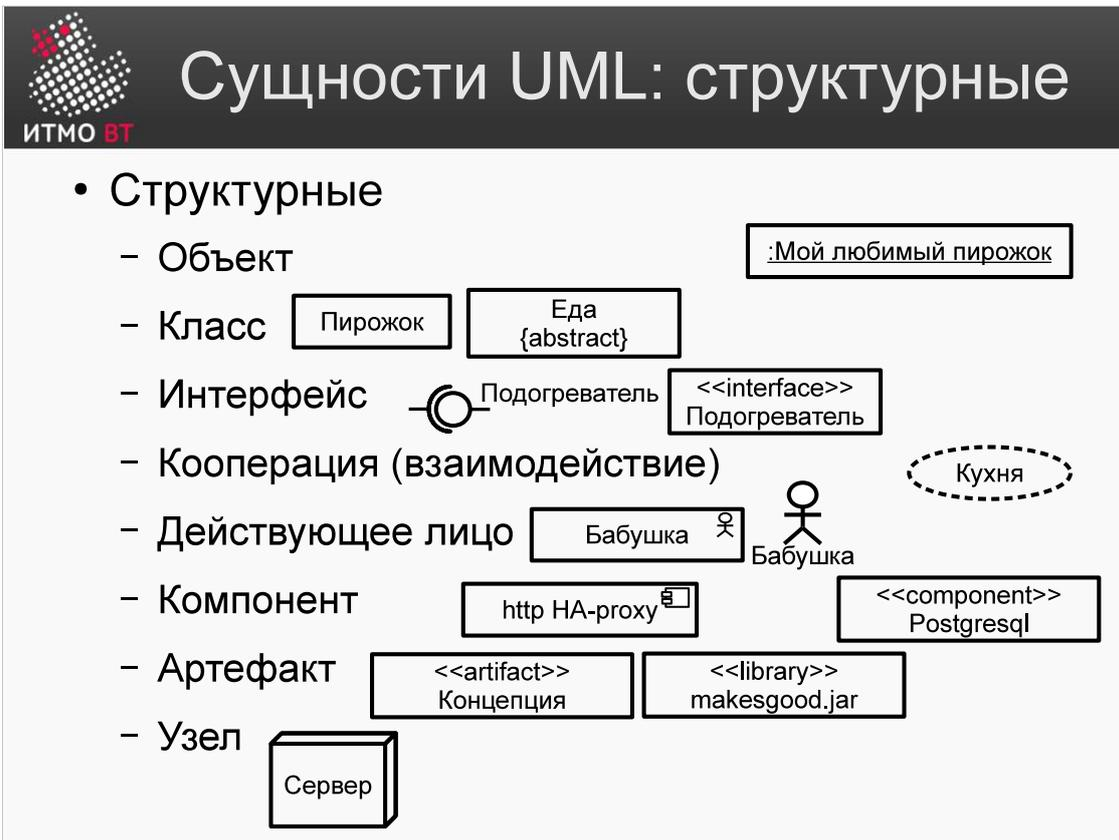 ИТМО ВТ
Сущности UML: структурные
• Структурные
– Объект
:Мой любимый пирожок
– Класс
Пирожок
Еда
{abstract}
– Интерфейс
Подогреватель
<<interface>>
Подогреватель
– Кооперация (взаимодействие)
Кухня
– Действующее лицо
Бабушка
Бабушка
– Компонент
http HA-proxy
<<component>>
Postgresql
– Артефакт
<<artifact>>
Концепция
<<library>>
makesgood.jar
– Узел
Сервер